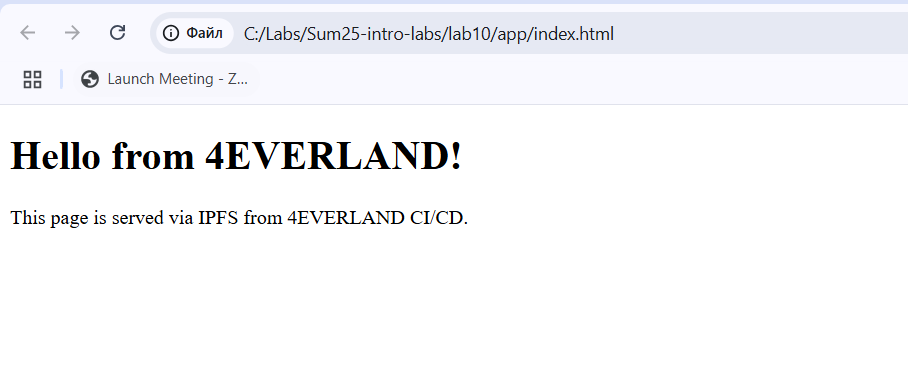 Файл C:/Labs/Sum25-intro-labs/lab10/app/index.html
Launch Meeting - Z...
Hello from 4EVERLAND!
This page is served via IPFS from 4EVERLAND CI/CD.